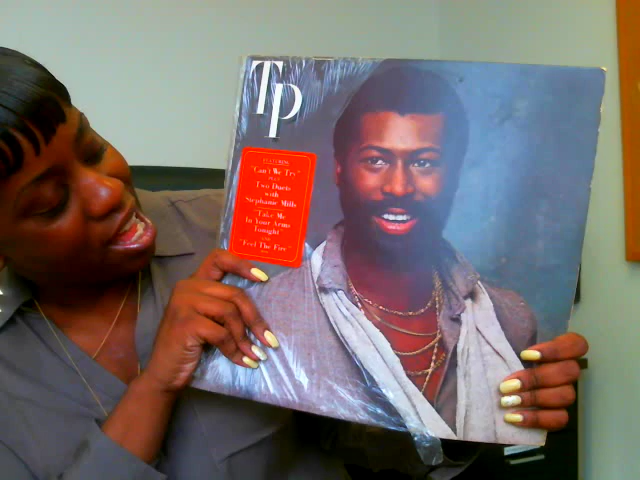 TP
FEATURING
"Can't We Try"
PLUS
Two Duets
with
Stephanie Mills
"Take Me
In Your Arms
Tonight"
AND
"Feel The Fire"